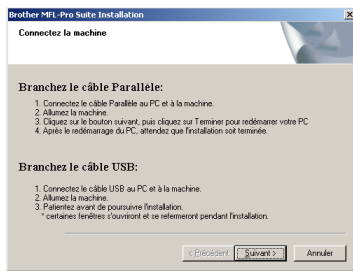 Brother MFL-Pro Suite Installation
Connectez la machine
Branchez le câble Parallèle:
1. Connectez le câble Parallèle au PC et à la machine.
2. Allumez la machine.
3. Cliquez sur le bouton suivant, puis cliquez sur Terminer pour redémarrer votre PC
4. Après le redémarrage du PC, attendez que l'installation soit terminée.
Branchez le câble USB:
1. Connectez le câble USB au PC et à la machine.
2. Allumez la machine.
3. Patientez avant de poursuivre l'installation.
* certaines fenêtres s'ouvriront et se refermeront pendant l'installation.
< Précédent Suivant > Annuler